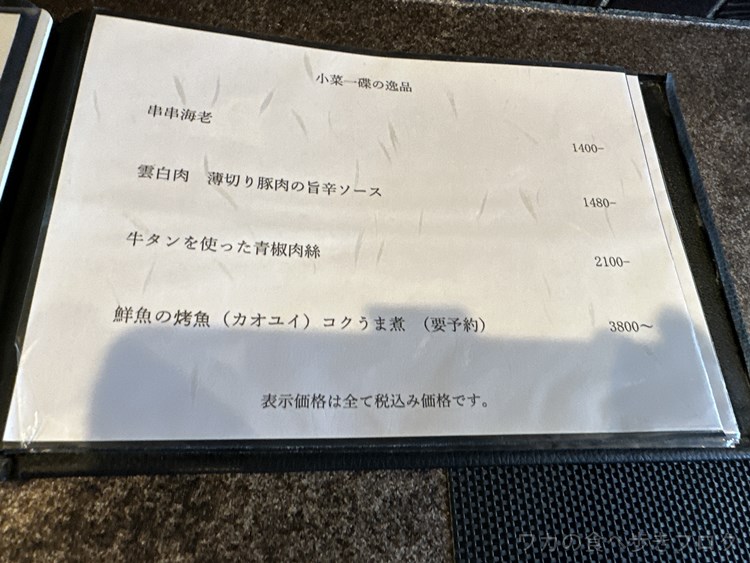 小菜一碟の逸品
串串海老
1400-
雲白肉 薄切り豚肉の旨辛ソース
1480-
牛タンを使った青椒肉絲
2100-
鮮魚の烤魚(カオユイ)コクうま煮 (要予約)
3800〜
表示価格は全て税込み価格です。
ワカの食べ歩きブログ